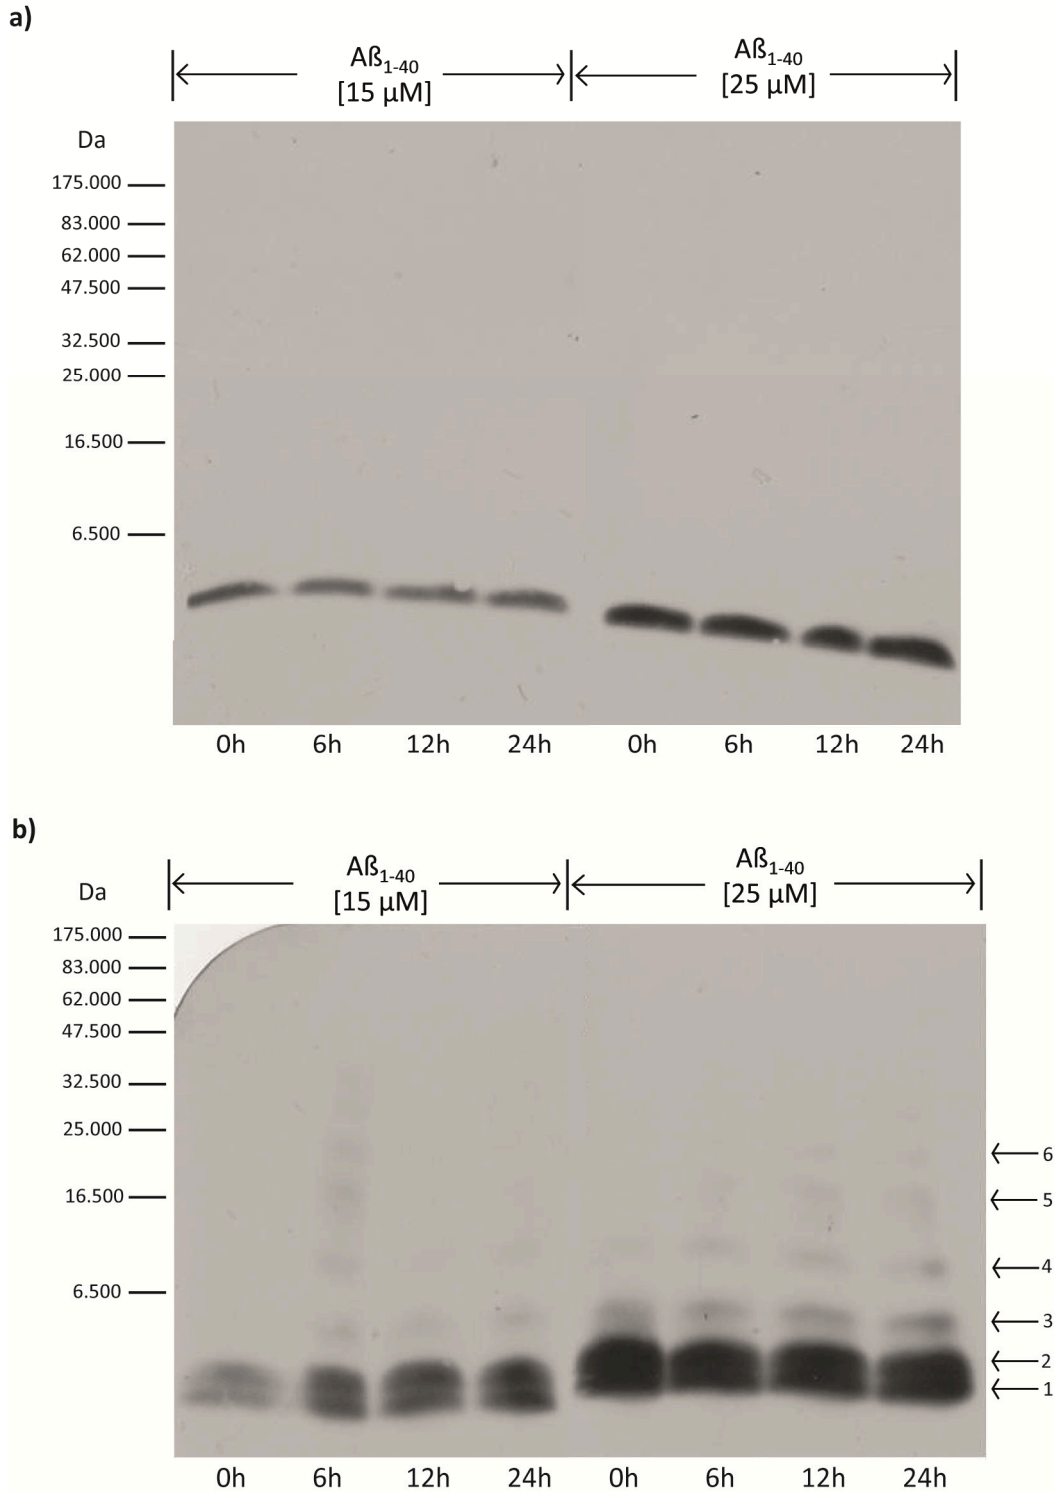 a)
Aß1-40
[15 µM]
Aß1-40
[25 µM]
Da
175.000
83.000
62.000
47.500
32.500
25.000
16.500
6.500
0h 6h 12h 24h 0h 6h 12h 24h
b)
Aß1-40
[15 µM]
Aß1-40
[25 µM]
Da
175.000
83.000
62.000
47.500
32.500
25.000
6
16.500
5
4
6.500
3
2
1
0h 6h 12h 24h 0h 6h 12h 24h